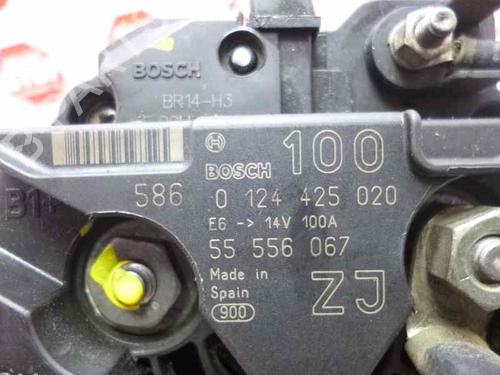 BOSCH
BR14-H3
BOSCH 100
B14
586 0 124 425 020
E6 -> 14V 100A
55 556 067
Made in
Spain
ZJ
900